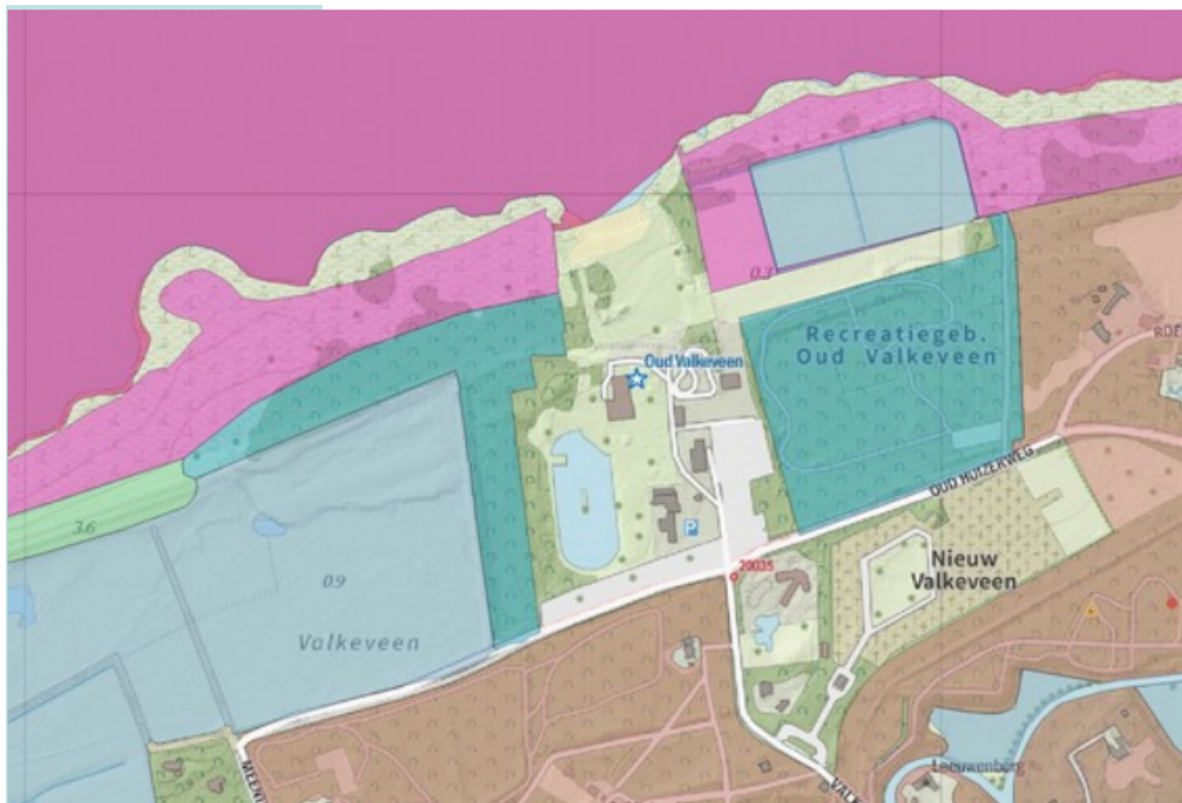 0.3
Recreatiegeb.
Oud Valkeveen
Oud Valkeveen
OUD HUIZERWEG
3.6
P
20035
Nieuw
Valkeveen
0.9
Valkeveen
Leeuwenberg